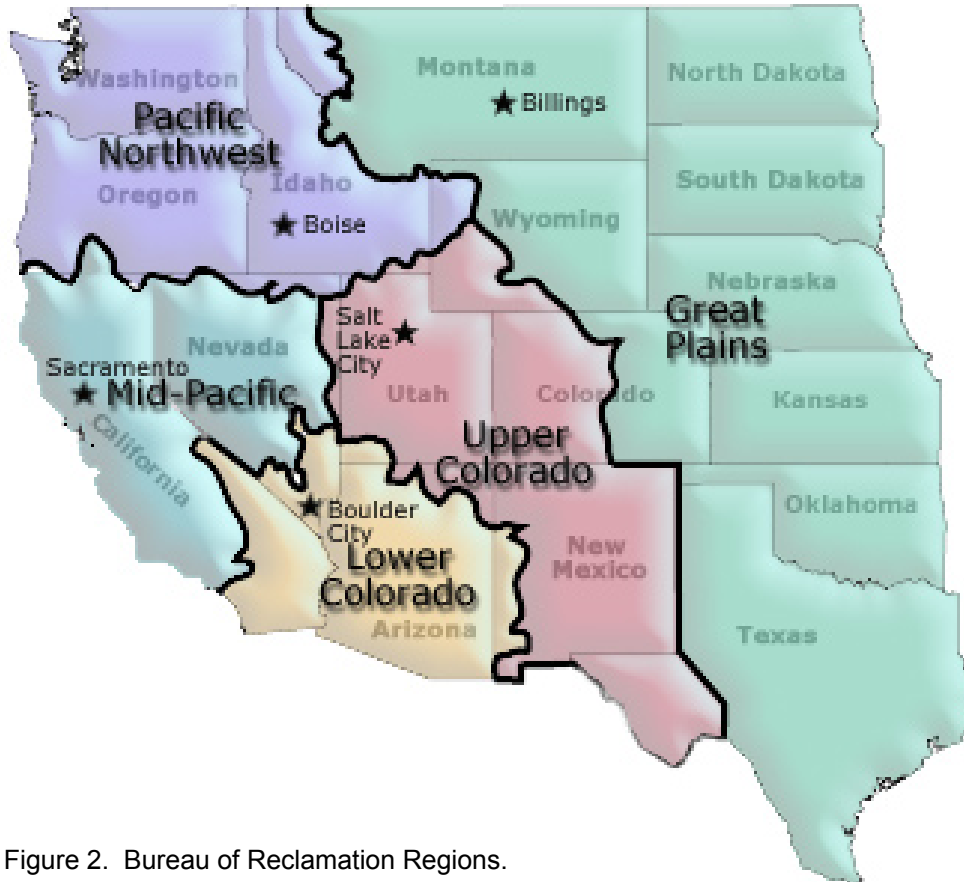 Washington
Montana
North Dakota
Billings
Pacific
Northwest
Idaho
Oregon
South Dakota
Wyoming
Boise
Nebraska
Great
Plains
Salt
Lake
City
Nevada
Sacramento
Mid-Pacific
Utah
Colorado
Kansas
California
Upper
Colorado
Boulder
City
Oklahoma
Lower
Colorado
New
Mexico
Arizona
Texas
Figure 2. Bureau of Reclamation Regions.